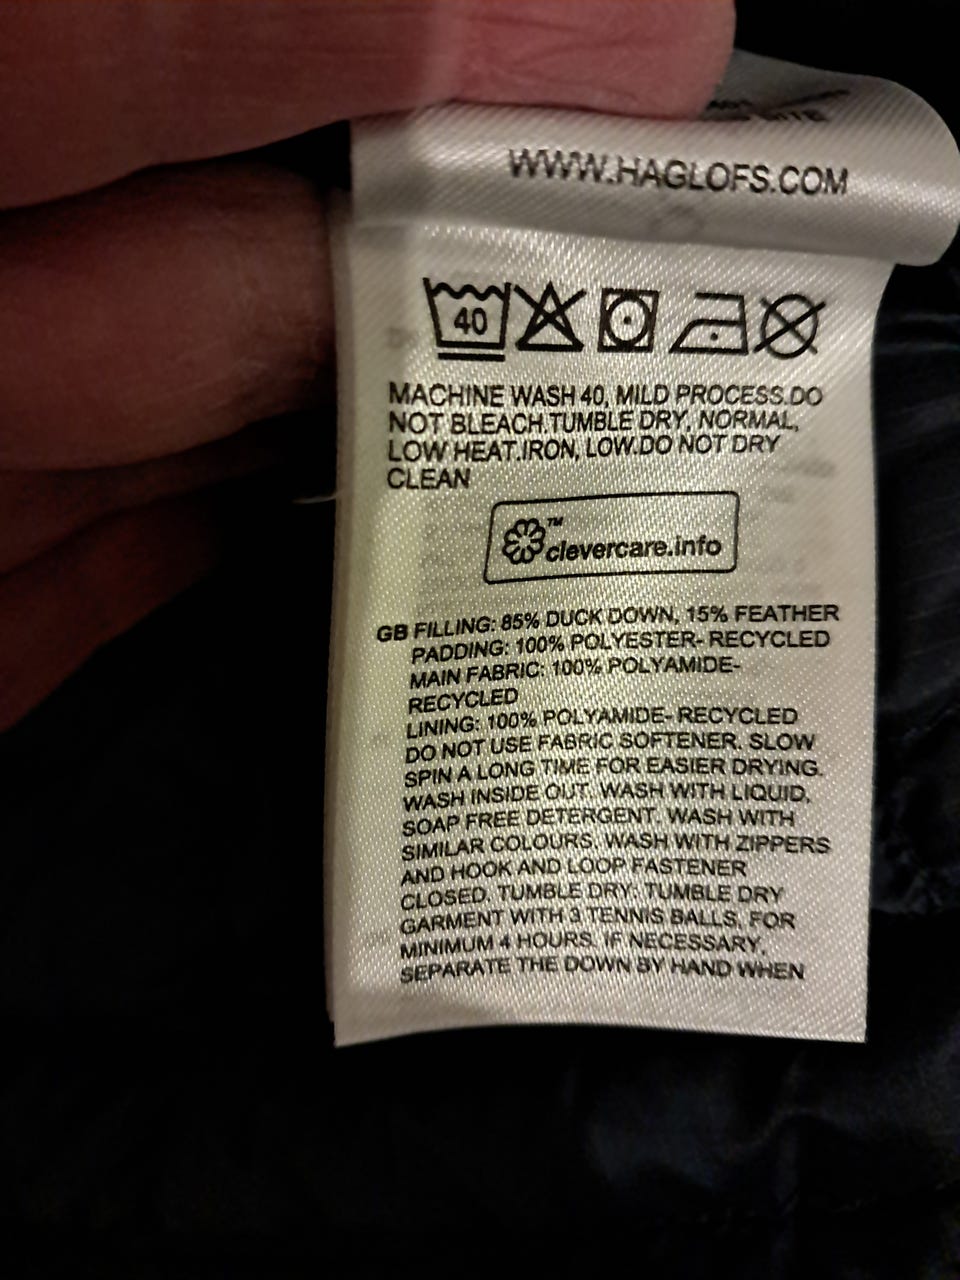 WWW.HAGLOFS.COM
40
MACHINE WASH 40, MILD PROCESS.DO
NOT BLEACH.TUMBLE DRY, NORMAL,
LOW HEAT.IRON, LOW.DO NOT DRY
CLEAN
clevercare.info™
GB FILLING: 85% DUCK DOWN, 15% FEATHER
PADDING: 100% POLYESTER- RECYCLED
MAIN FABRIC: 100% POLYAMIDE-
RECYCLED
LINING: 100% POLYAMIDE- RECYCLED
DO NOT USE FABRIC SOFTENER. SLOW
SPIN A LONG TIME FOR EASIER DRYING.
WASH INSIDE OUT. WASH WITH LIQUID,
SOAP FREE DETERGENT. WASH WITH
SIMILAR COLOURS. WASH WITH ZIPPERS
AND HOOK AND LOOP FASTENER
CLOSED. TUMBLE DRY: TUMBLE DRY
GARMENT WITH 3 TENNIS BALLS, FOR
MINIMUM 4 HOURS. IF NECESSARY,
SEPARATE THE DOWN BY HAND WHEN